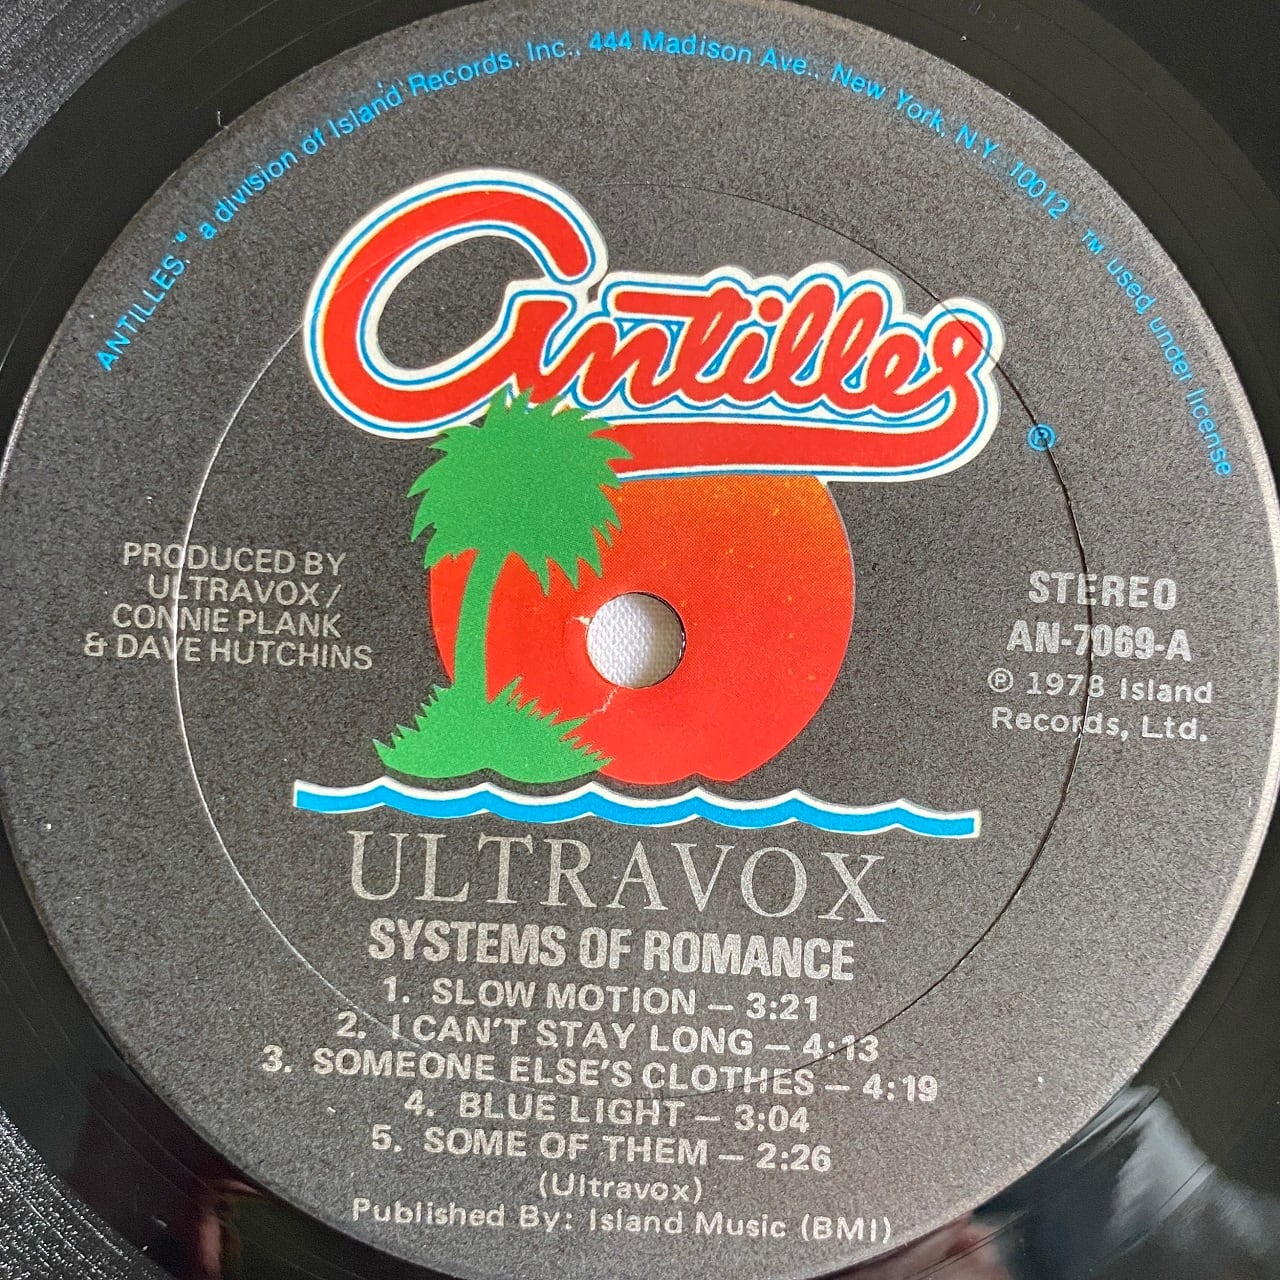 ANTILLES.™ a division of Island Records, Inc., 444 Madison Ave., New York, N.Y. 10012 ™ used under license
Antilles
®
PRODUCED BY
ULTRAVOX/
CONNIE PLANK
& DAVE HUTCHINS
STEREO
AN-7069-A
℗ 1978 Island
Records, Ltd.
ULTRAVOX
SYSTEMS OF ROMANCE
1. SLOW MOTION – 3:21
2. I CAN'T STAY LONG – 4:13
3. SOMEONE ELSE'S CLOTHES – 4:19
4. BLUE LIGHT – 3:04
5. SOME OF THEM – 2:26
(Ultravox)
Published By: Island Music (BMI)